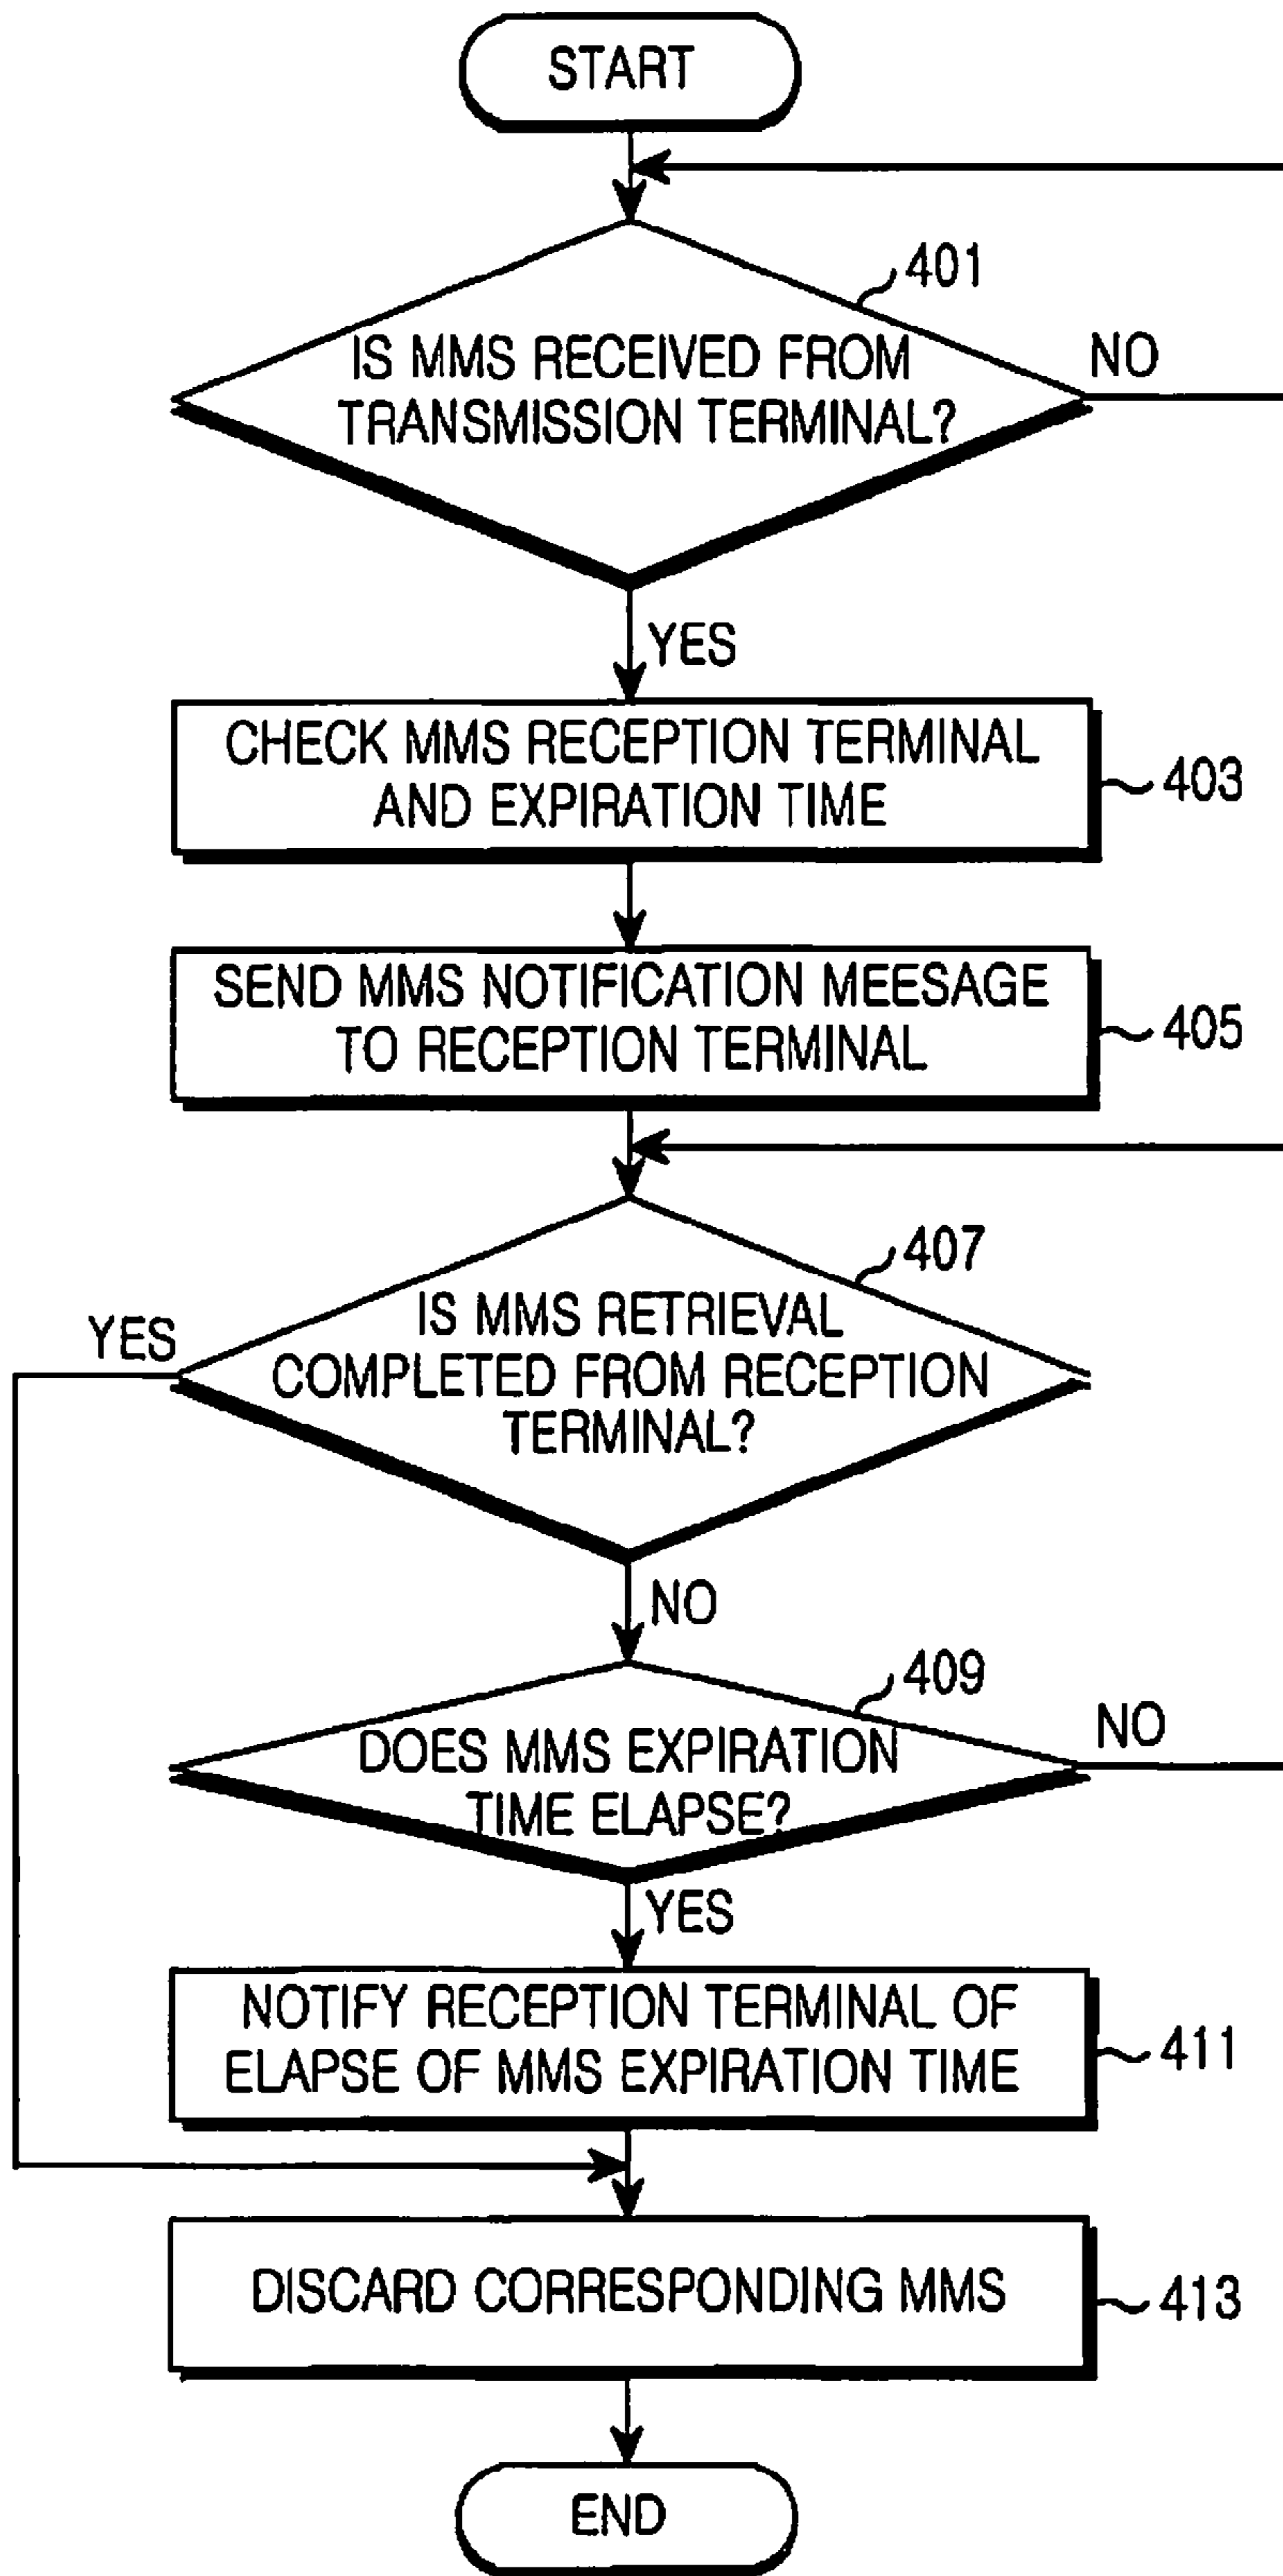 START
401
IS MMS RECEIVED FROM
TRANSMISSION TERMINAL?
NO
YES
CHECK MMS RECEPTION TERMINAL
AND EXPIRATION TIME
403
SEND MMS NOTIFICATION MEESAGE
TO RECEPTION TERMINAL
405
407
IS MMS RETRIEVAL
COMPLETED FROM RECEPTION
TERMINAL?
YES
NO
409
DOES MMS EXPIRATION
TIME ELAPSE?
NO
YES
NOTIFY RECEPTION TERMINAL OF
ELAPSE OF MMS EXPIRATION TIME
411
DISCARD CORRESPONDING MMS
413
END